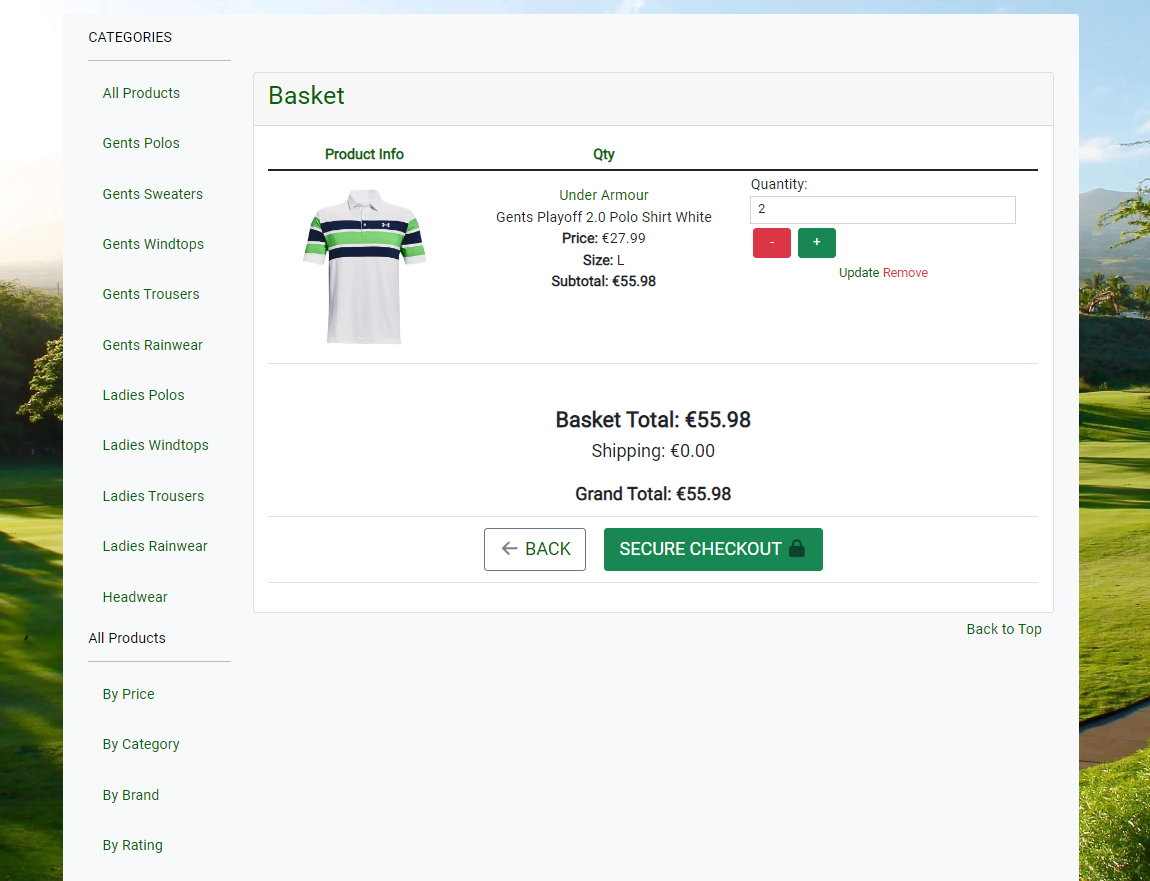 CATEGORIES
All Products
Gents Polos
Gents Sweaters
Gents Windtops
Gents Trousers
Gents Rainwear
Ladies Polos
Ladies Windtops
Ladies Trousers
Ladies Rainwear
Headwear
All Products
By Price
By Category
By Brand
By Rating
Basket
Product Info Qty
Under Armour
Gents Playoff 2.0 Polo Shirt White
Price: €27.99
Size: L
Subtotal: €55.98
Quantity:
2
- +
Update Remove
Basket Total: €55.98
Shipping: €0.00
Grand Total: €55.98
BACK SECURE CHECKOUT
Back to Top